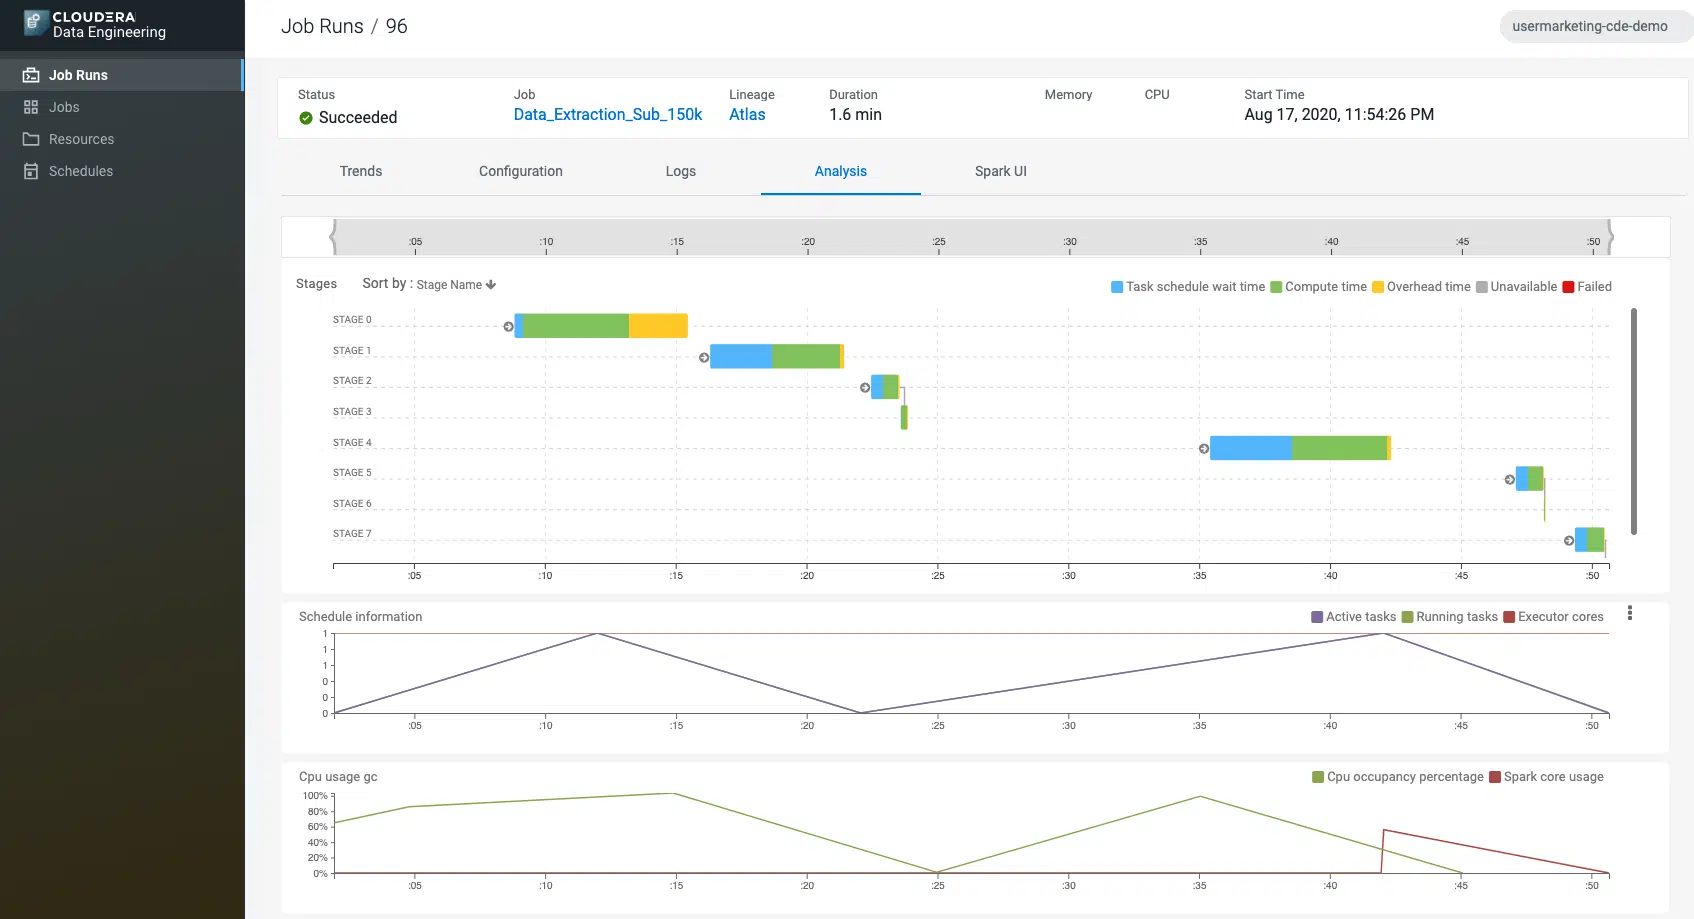 CLOUDERA
Data Engineering
Job Runs / 96
usermarketing-cde-demo
Job Runs
Jobs
Resources
Schedules
Status
Succeeded
Job
Data_Extraction_Sub_150k
Lineage
Atlas
Duration
1.6 min
Memory
CPU
Start Time
Aug 17, 2020, 11:54:26 PM
Trends Configuration Logs Analysis Spark UI
:05 :10 :15 :20 :25 :30 :35 :40 :45 :50
Stages Sort by : Stage Name
Task schedule wait time Compute time Overhead time Unavailable Failed
STAGE 0
STAGE 1
STAGE 2
STAGE 3
STAGE 4
STAGE 5
STAGE 6
STAGE 7
:05 :10 :15 :20 :25 :30 :35 :40 :45 :50
Schedule information
Active tasks Running tasks Executor cores
1
1
1
0
0
0
:05 :10 :15 :20 :25 :30 :35 :40 :45 :50
Cpu usage gc
Cpu occupancy percentage Spark core usage
100%
80%
60%
40%
20%
0%
:05 :10 :15 :20 :25 :30 :35 :40 :45 :50